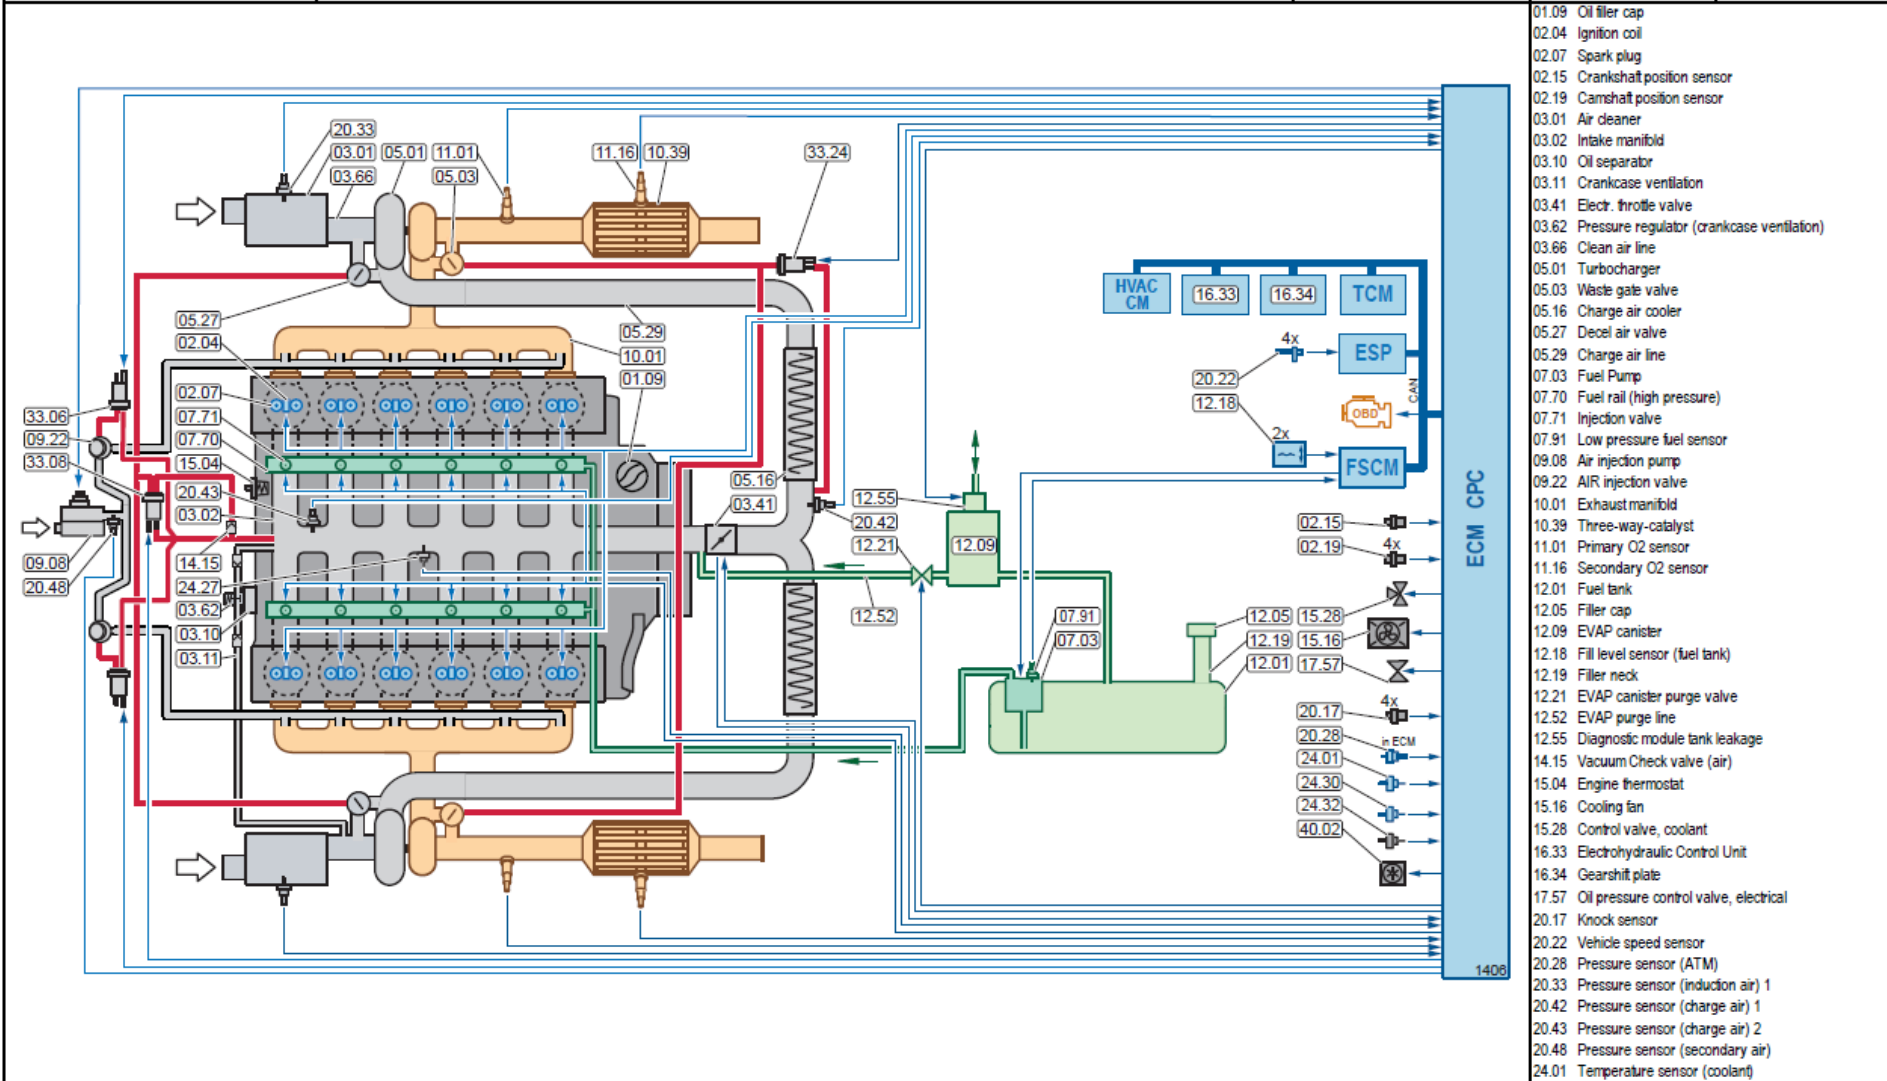 20.33
03.01
05.01
11.01
11.16
10.39
33.24
03.66
05.03
HVAC
CM
16.33
16.34
TCM
05.27
02.04
05.29
10.01
01.09
4x
ESP
20.22
12.18
CAN
OBD
2x
FSCM
02.07
07.71
07.70
15.04
20.43
03.02
33.06
09.22
33.08
09.08
20.48
14.15
24.27
03.62
03.10
03.11
05.16
03.41
20.42
12.55
12.21
12.09
12.52
07.91
07.03
12.05
12.19
12.01
02.15
02.19
4x
15.28
15.16
17.57
20.17
4x
20.28
in ECM
24.01
24.30
24.32
40.02
ECM CPC
1406
01.09 Oil filler cap
02.04 Ignition coil
02.07 Spark plug
02.15 Crankshaft position sensor
02.19 Camshaft position sensor
03.01 Air cleaner
03.02 Intake manifold
03.10 Oil separator
03.11 Crankcase ventilation
03.41 Electr. throttle valve
03.62 Pressure regulator (crankcase ventilation)
03.66 Clean air line
05.01 Turbocharger
05.03 Waste gate valve
05.16 Charge air cooler
05.27 Decel air valve
05.29 Charge air line
07.03 Fuel Pump
07.70 Fuel rail (high pressure)
07.71 Injection valve
07.91 Low pressure fuel sensor
09.08 Air injection pump
09.22 AIR injection valve
10.01 Exhaust manifold
10.39 Three-way-catalyst
11.01 Primary O2 sensor
11.16 Secondary O2 sensor
12.01 Fuel tank
12.05 Filler cap
12.09 EVAP canister
12.18 Fill level sensor (fuel tank)
12.19 Filler neck
12.21 EVAP canister purge valve
12.52 EVAP purge line
12.55 Diagnostic module tank leakage
14.15 Vacuum Check valve (air)
15.04 Engine thermostat
15.16 Cooling fan
15.28 Control valve, coolant
16.33 Electrohydraulic Control Unit
16.34 Gearshift plate
17.57 Oil pressure control valve, electrical
20.17 Knock sensor
20.22 Vehicle speed sensor
20.28 Pressure sensor (ATM)
20.33 Pressure sensor (induction air) 1
20.42 Pressure sensor (charge air) 1
20.43 Pressure sensor (charge air) 2
20.48 Pressure sensor (secondary air)
24.01 Temperature sensor (coolant)